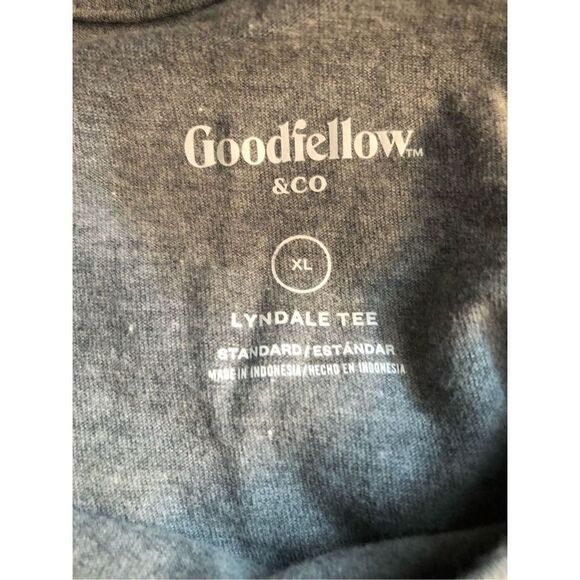 Goodfellow™
&CO
XL
LYNDALE TEE
STANDARD/ESTÁNDAR
MADE IN INDONESIA/HECHO EN INDONESIA